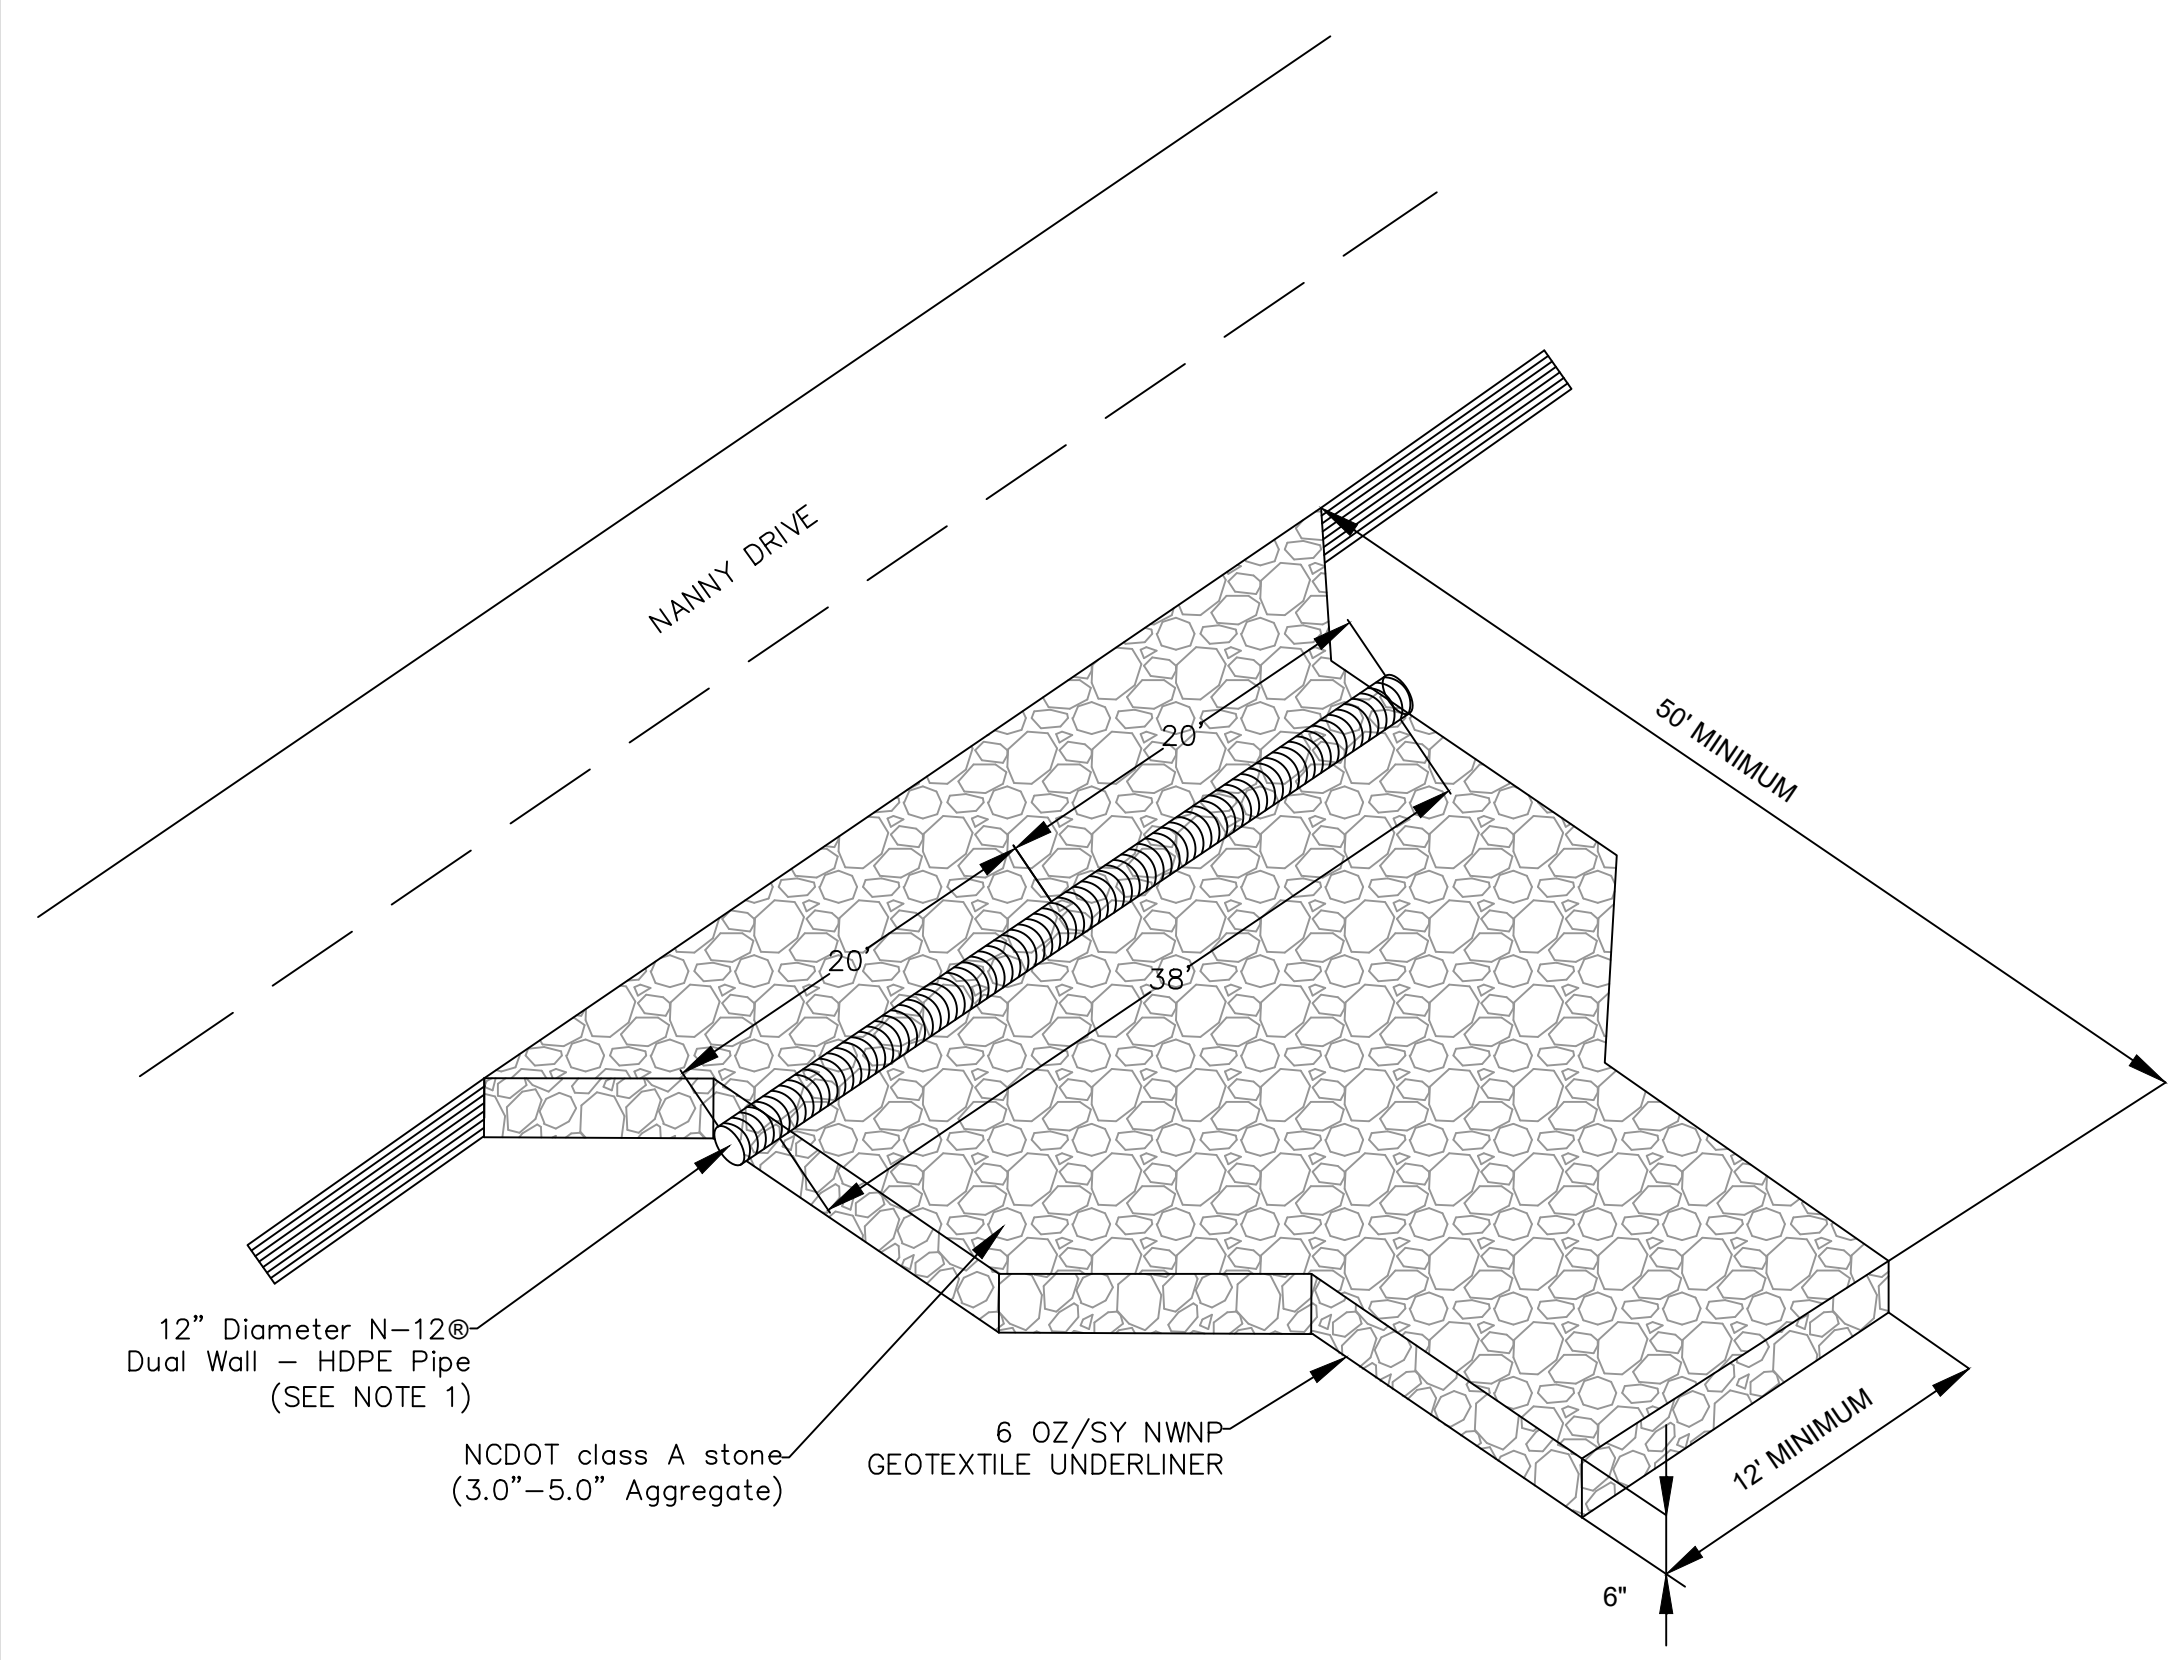 NANNY DRIVE
50' MINIMUM
20'
20'
38'
12” Diameter N-12®
Dual Wall - HDPE Pipe
(SEE NOTE 1)
NCDOT class A stone
(3.0”-5.0” Aggregate)
6 OZ/SY NWNP
GEOTEXTILE UNDERLINER
12' MINIMUM
6"